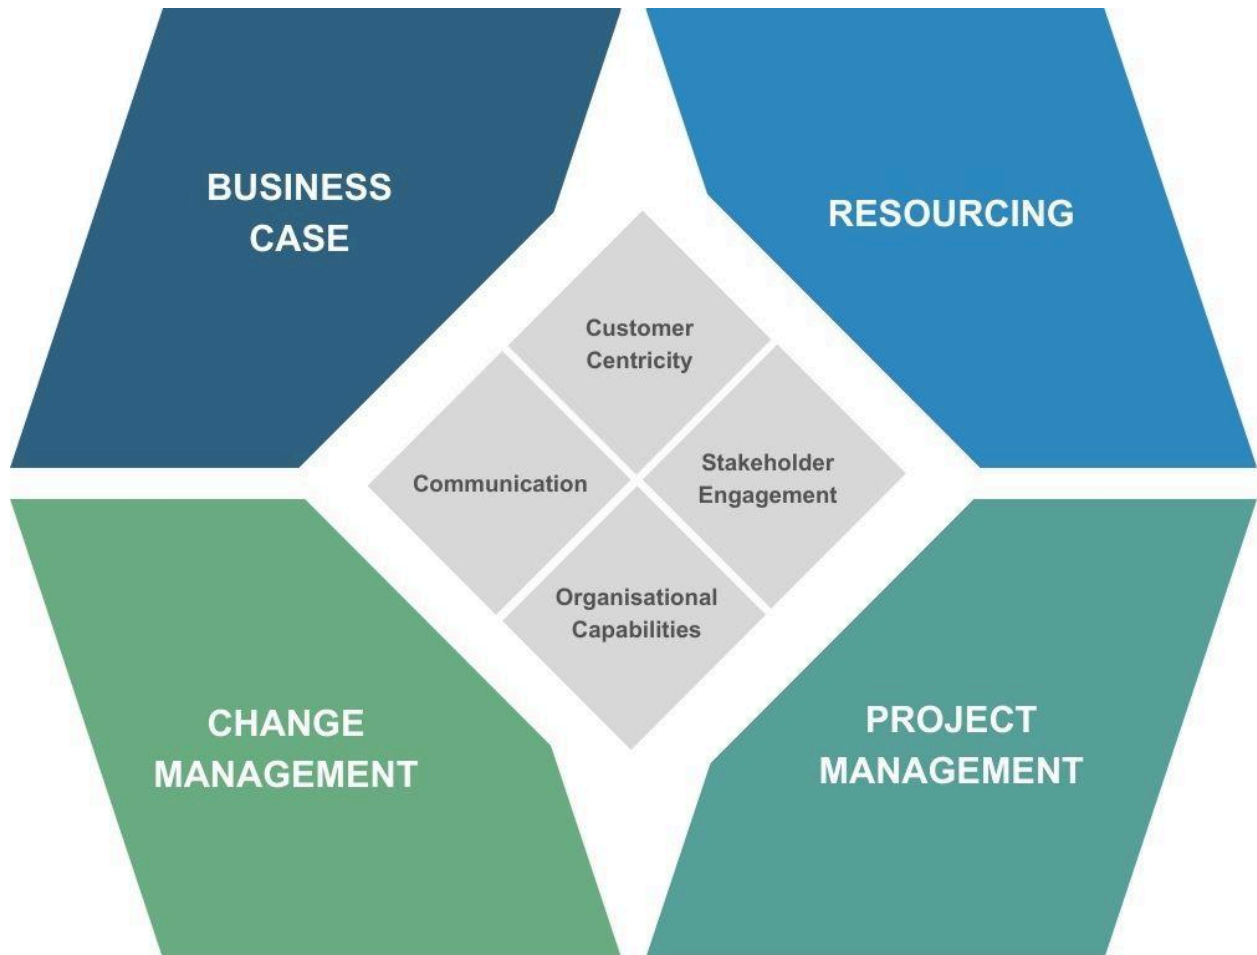 BUSINESS
CASE
RESOURCING
Customer
Centricity
Communication
Stakeholder
Engagement
Organisational
Capabilities
CHANGE
MANAGEMENT
PROJECT
MANAGEMENT